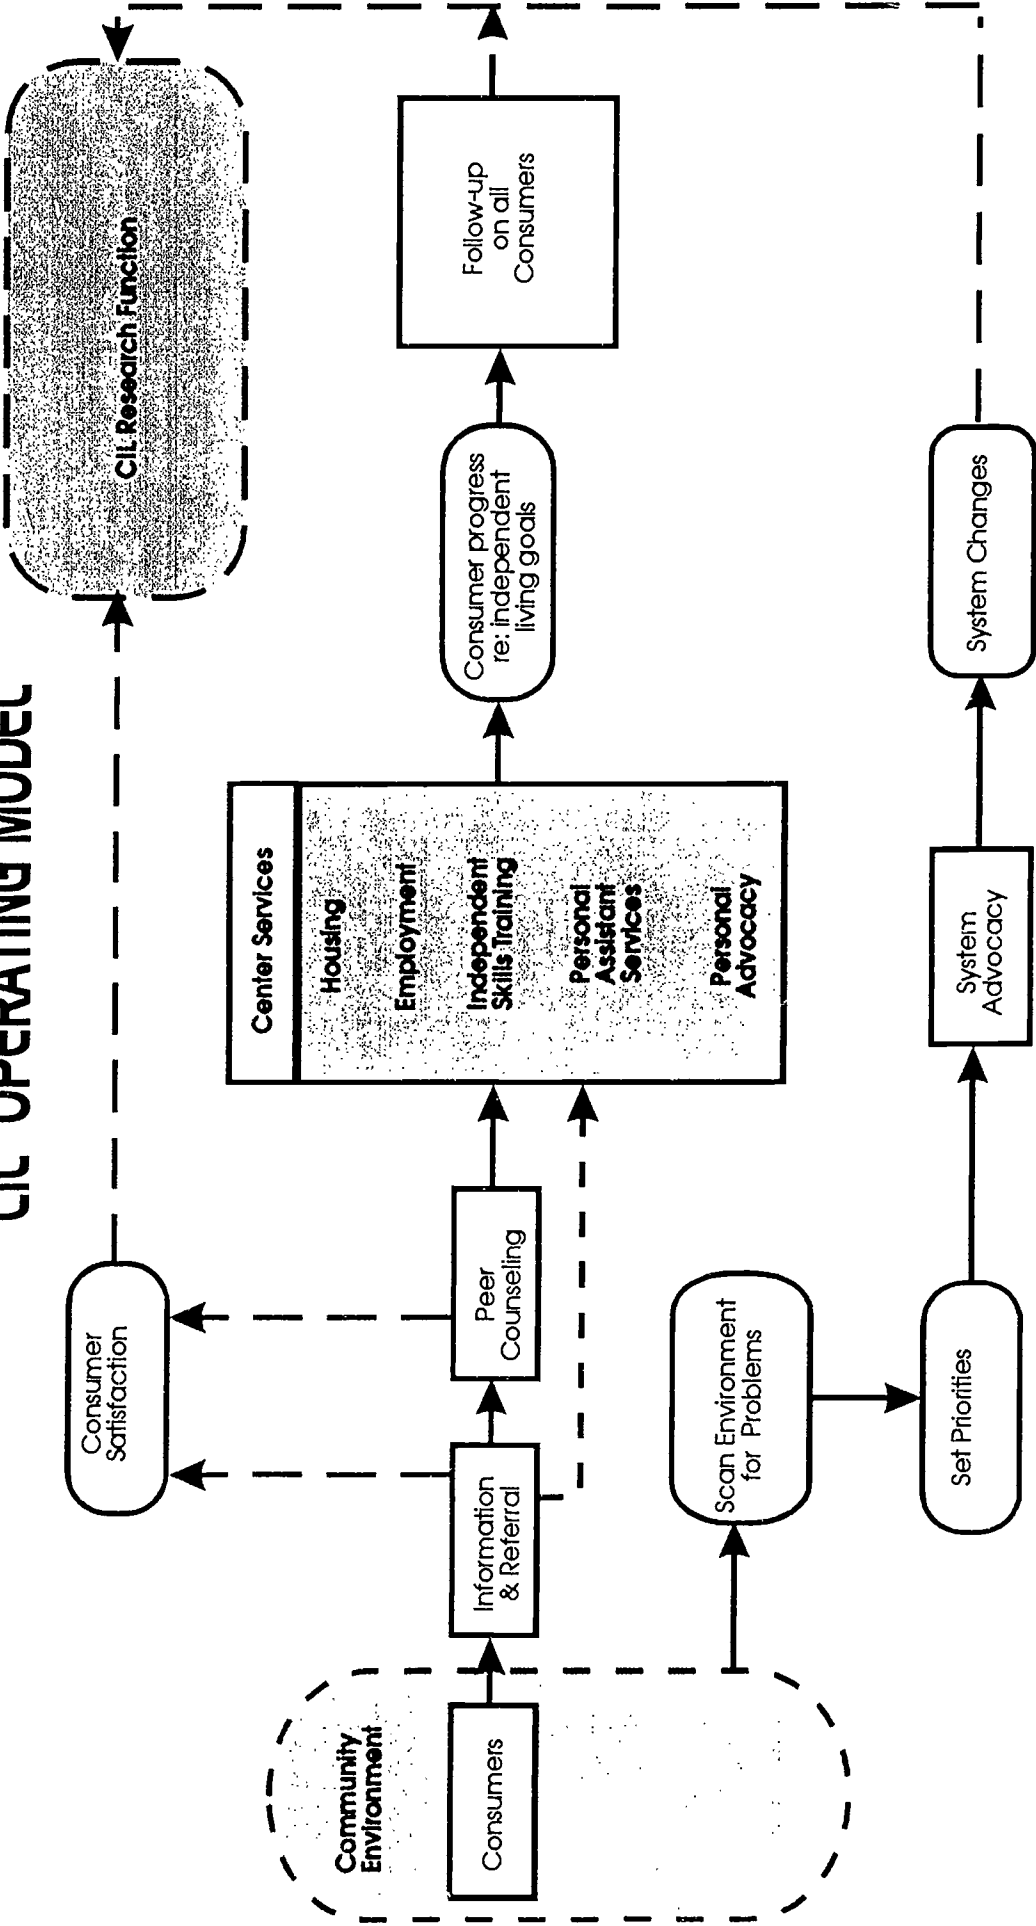 CIL OPERATING MODEL
CIL Research Function
Consumer
Satisfaction
Community
Environment
Consumers
Information
& Referral
Peer
Counseling
Center Services
Housing
Employment
Independent
Skills Training
Personal
Assistant
Services
Personal
Advocacy
Consumer progress
re: independent
living goals
Follow-up
on all
Consumers
Scan Environment
for Problems
Set Priorities
System
Advocacy
System Changes